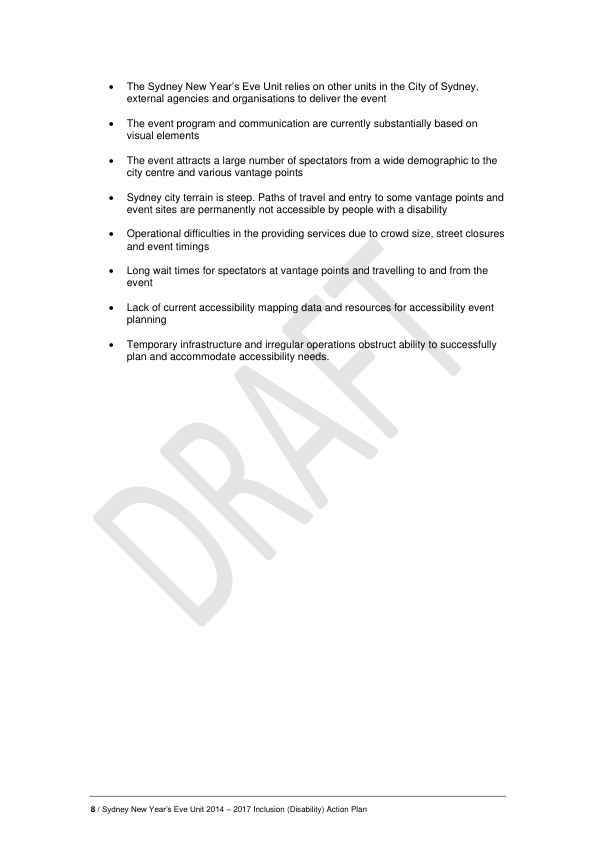 • The Sydney New Year’s Eve Unit relies on other units in the City of Sydney,
external agencies and organisations to deliver the event
• The event program and communication are currently substantially based on
visual elements
• The event attracts a large number of spectators from a wide demographic to the
city centre and various vantage points
• Sydney city terrain is steep. Paths of travel and entry to some vantage points and
event sites are permanently not accessible by people with a disability
• Operational difficulties in the providing services due to crowd size, street closures
and event timings
• Long wait times for spectators at vantage points and travelling to and from the
event
• Lack of current accessibility mapping data and resources for accessibility event
planning
• Temporary infrastructure and irregular operations obstruct ability to successfully
plan and accommodate accessibility needs.
DRAFT
8 / Sydney New Year’s Eve Unit 2014 – 2017 Inclusion (Disability) Action Plan